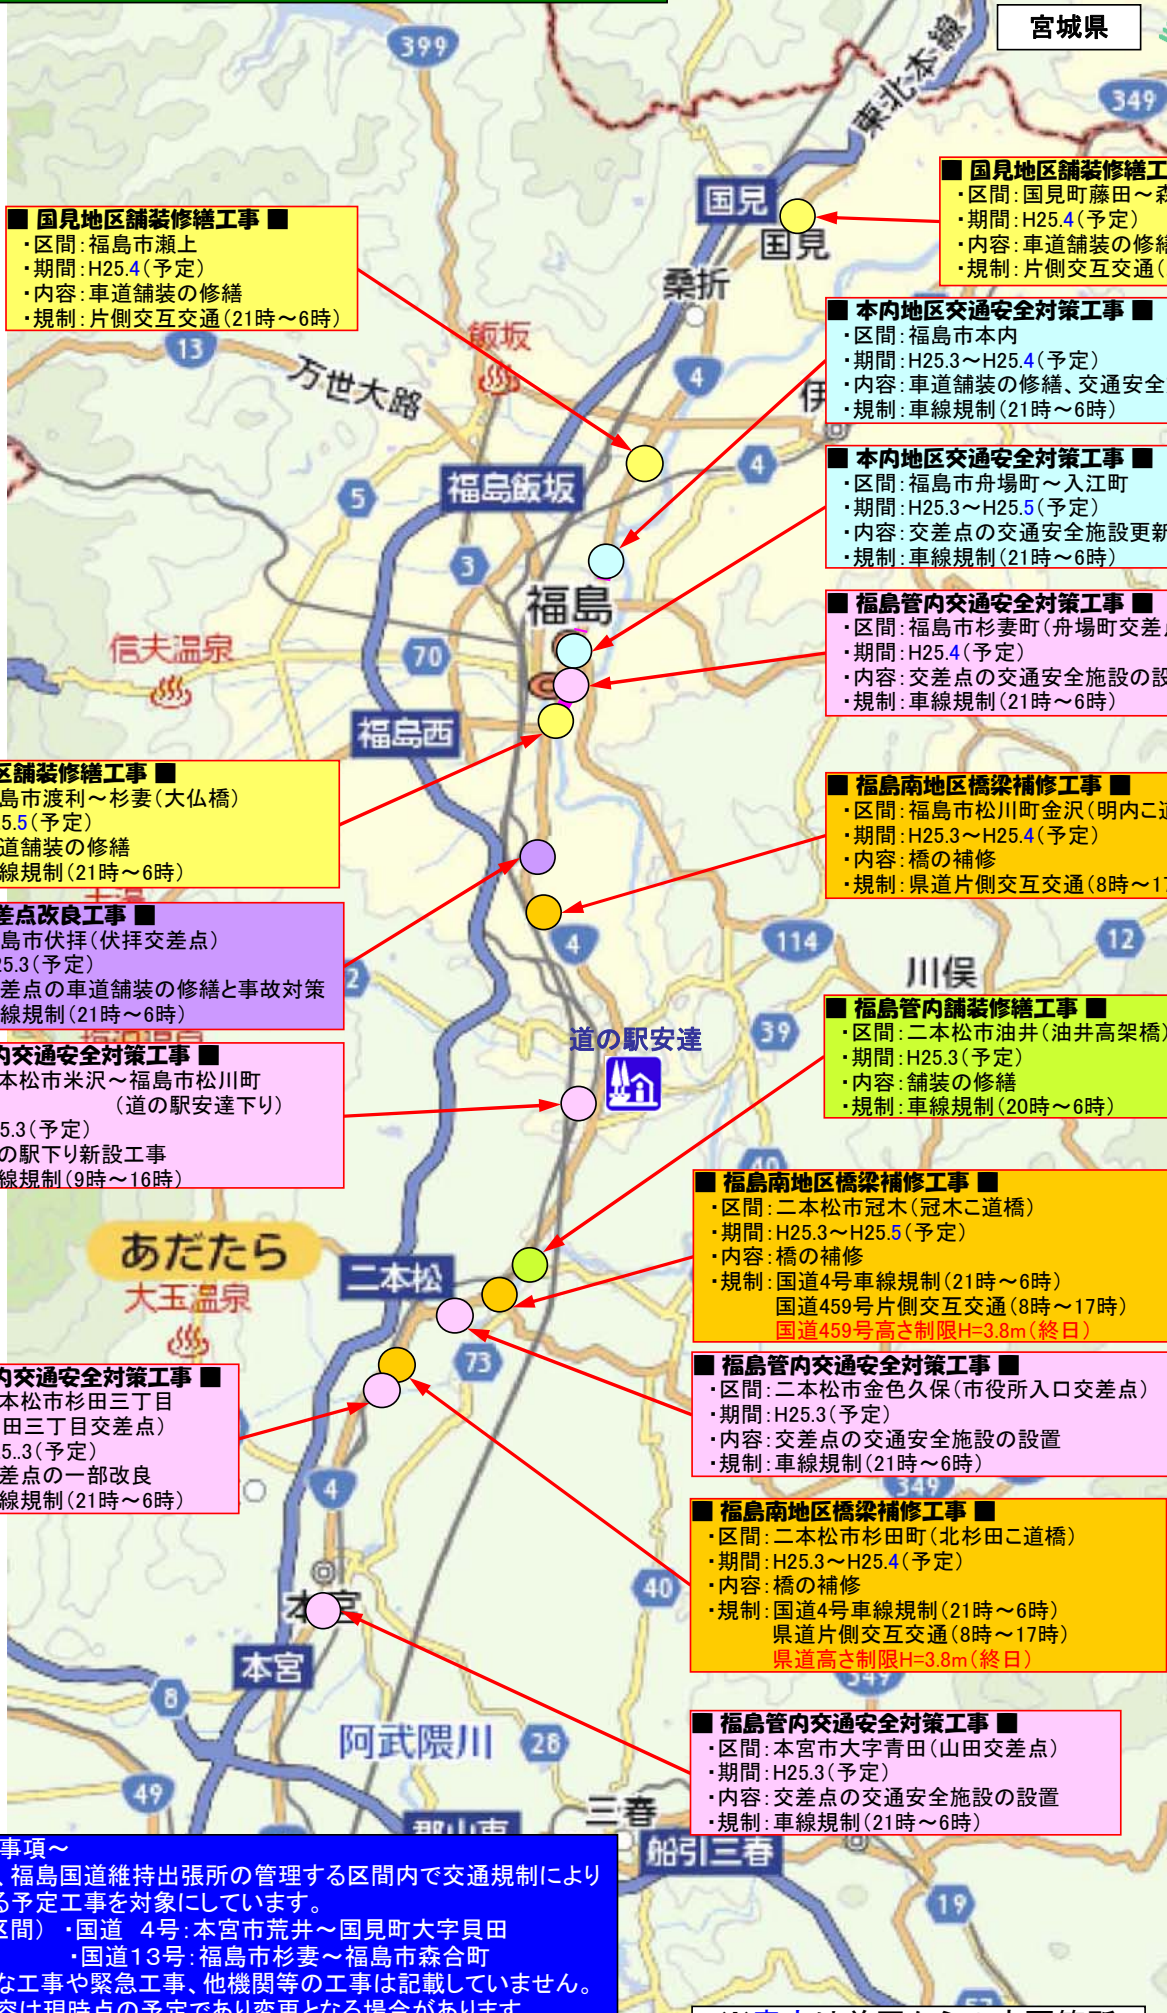 宮城県
399
349
東北本線
国見
国見
桑折
■ 国見地区舗装修繕工
・区間：国見町藤田～森
・期間：H25.4（予定）
・内容：車道舗装の修繕
・規制：片側交互交通（
■ 国見地区舗装修繕工事 ■
・区間：福島市瀬上
・期間：H25.4（予定）
・内容：車道舗装の修繕
・規制：片側交互交通（21時～6時）
■ 本内地区交通安全対策工事 ■
・区間：福島市本内
・期間：H25.3～H25.4（予定）
・内容：車道舗装の修繕、交通安全
・規制：車線規制（21時～6時）
13
万世大路
飯坂
4
伊
福島飯坂
4
5
3
■ 本内地区交通安全対策工事 ■
・区間：福島市舟場町～入江町
・期間：H25.3～H25.5（予定）
・内容：交差点の交通安全施設更新
・規制：車線規制（21時～6時）
福島
信夫温泉
70
福島西
■ 福島管内交通安全対策工事 ■
・区間：福島市杉妻町（舟場町交差点
・期間：H25.4（予定）
・内容：交差点の交通安全施設の設
・規制：車線規制（21時～6時）
区舗装修繕工事 ■
島市渡利～杉妻（大仏橋）
5.5（予定）
道舗装の修繕
線規制（21時～6時）
■ 福島南地区橋梁補修工事 ■
・区間：福島市松川町金沢（明内こ道
・期間：H25.3～H25.4（予定）
・内容：橋の補修
・規制：県道片側交互交通（8時～17
差点改良工事 ■
島市伏拝（伏拝交差点）
25.3（予定）
差点の車道舗装の修繕と事故対策
線規制（21時～6時）
2
4
114
12
川俣
39
道の駅安達
■ 福島管内舗装修繕工事 ■
・区間：二本松市油井（油井高架橋）
・期間：H25.3（予定）
・内容：舗装の修繕
・規制：車線規制（20時～6時）
内交通安全対策工事 ■
本松市米沢～福島市松川町
（道の駅安達下り）
5.3（予定）
の駅下り新設工事
線規制（9時～16時）
40
■ 福島南地区橋梁補修工事 ■
・区間：二本松市冠木（冠木こ道橋）
・期間：H25.3～H25.5（予定）
・内容：橋の補修
・規制：国道4号車線規制（21時～6時）
国道459号片側交互交通（8時～17時）
国道459号高さ制限H=3.8m（終日）
あだたら
大玉温泉
二本松
73
■ 福島管内交通安全対策工事 ■
・区間：二本松市金色久保（市役所入口交差点）
・期間：H25.3（予定）
・内容：交差点の交通安全施設の設置
・規制：車線規制（21時～6時）
内交通安全対策工事 ■
本松市杉田三丁目
田三丁目交差点）
5..3（予定）
差点の一部改良
線規制（21時～6時）
4
349
■ 福島南地区橋梁補修工事 ■
・区間：二本松市杉田町（北杉田こ道橋）
・期間：H25.3～H25.4（予定）
・内容：橋の補修
・規制：国道4号車線規制（21時～6時）
県道片側交互交通（8時～17時）
県道高さ制限H=3.8m（終日）
40
本宮
本宮
8
349
阿武隈川
28
49
■ 福島管内交通安全対策工事 ■
・区間：本宮市大字青田（山田交差点）
・期間：H25.3（予定）
・内容：交差点の交通安全施設の設置
・規制：車線規制（21時～6時）
三春
郡山東
船引三春
19
事項～
、福島国道維持出張所の管理する区間内で交通規制により
る予定工事を対象にしています。
区間） ・国道 4号：本宮市荒井～国見町大字貝田
・国道13号：福島市杉妻～福島市森合町
な工事や緊急工事、他機関等の工事は記載していません。
容は現時点の予定であり変更となる場合があります